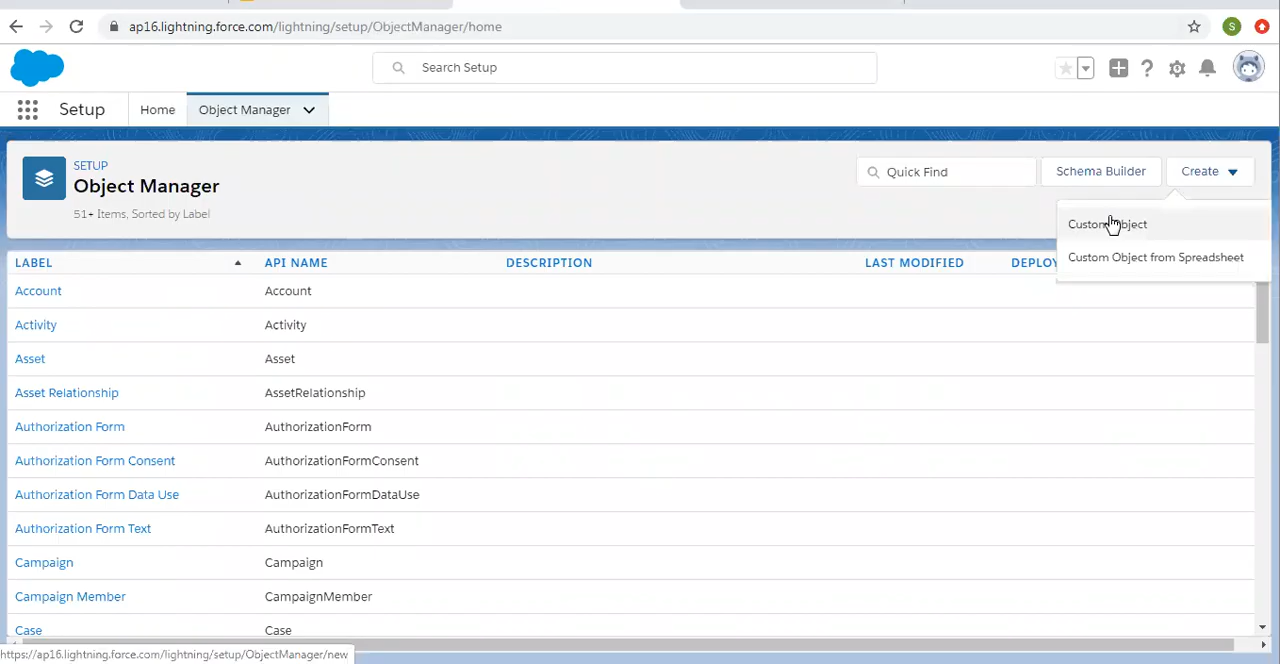 ap16.lightning.force.com/lightning/setup/ObjectManager/home
S
Search Setup
Setup
Home
Object Manager
SETUP
Object Manager
51+ Items, Sorted by Label
Quick Find
Schema Builder
Create
Custom Object
Custom Object from Spreadsheet
LABEL API NAME DESCRIPTION LAST MODIFIED DEPLOY
Account Account
Activity Activity
Asset Asset
Asset Relationship AssetRelationship
Authorization Form AuthorizationForm
Authorization Form Consent AuthorizationFormConsent
Authorization Form Data Use AuthorizationFormDataUse
Authorization Form Text AuthorizationFormText
Campaign Campaign
Campaign Member CampaignMember
Case Case
https://ap16.lightning.force.com/lightning/setup/ObjectManager/new